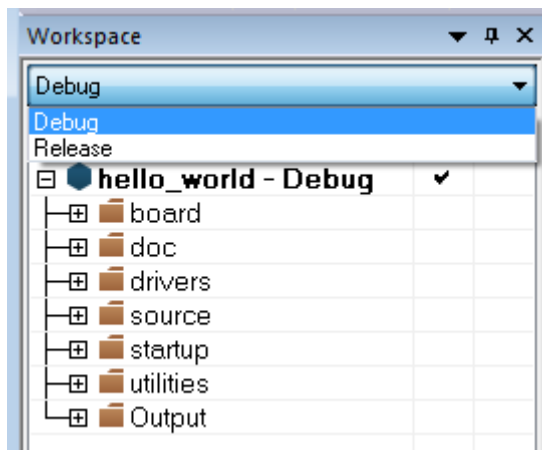 Workspace
Debug
Debug
Release
hello_world - Debug
board
doc
drivers
source
startup
utilities
Output